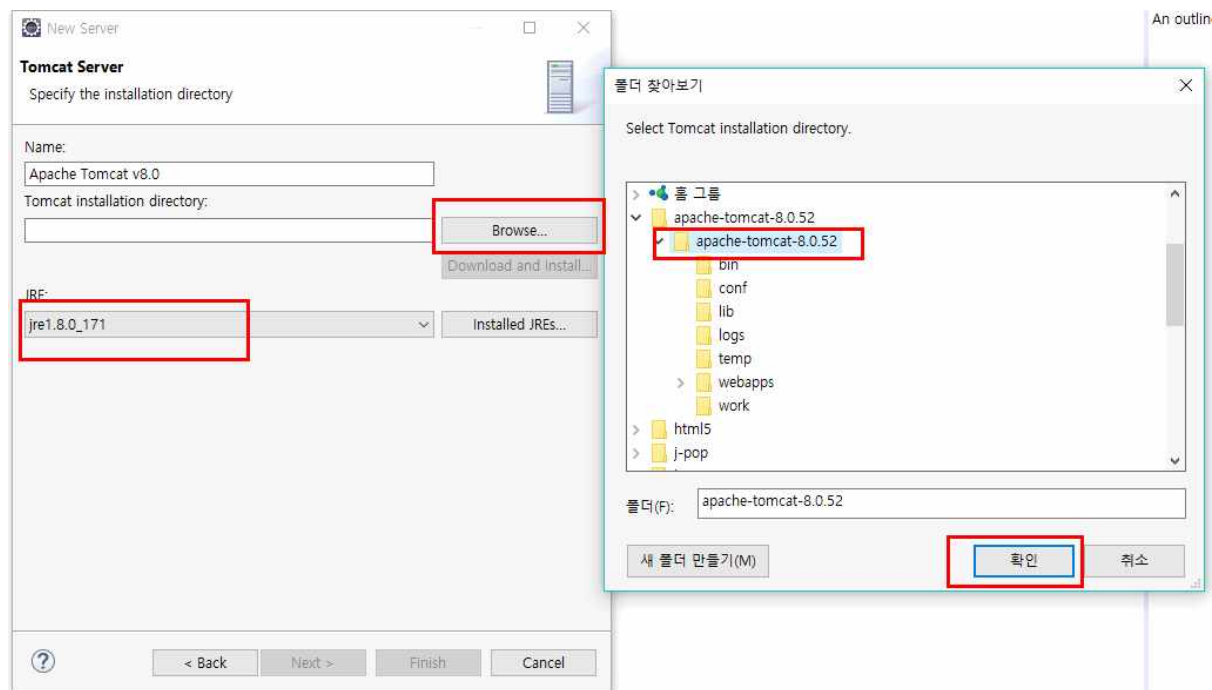 New Server
Tomcat Server
Specify the installation directory
Name:
Apache Tomcat v8.0
Tomcat installation directory:
Browse...
Download and Install...
JRE:
jre1.8.0_171
Installed JREs...
< Back
Next >
Finish
Cancel
An outlin
폴더 찾아보기
Select Tomcat installation directory.
홈 그룹
apache-tomcat-8.0.52
apache-tomcat-8.0.52
bin
conf
lib
logs
temp
webapps
work
html5
j-pop
폴더(F):
apache-tomcat-8.0.52
새 폴더 만들기(M)
확인
취소